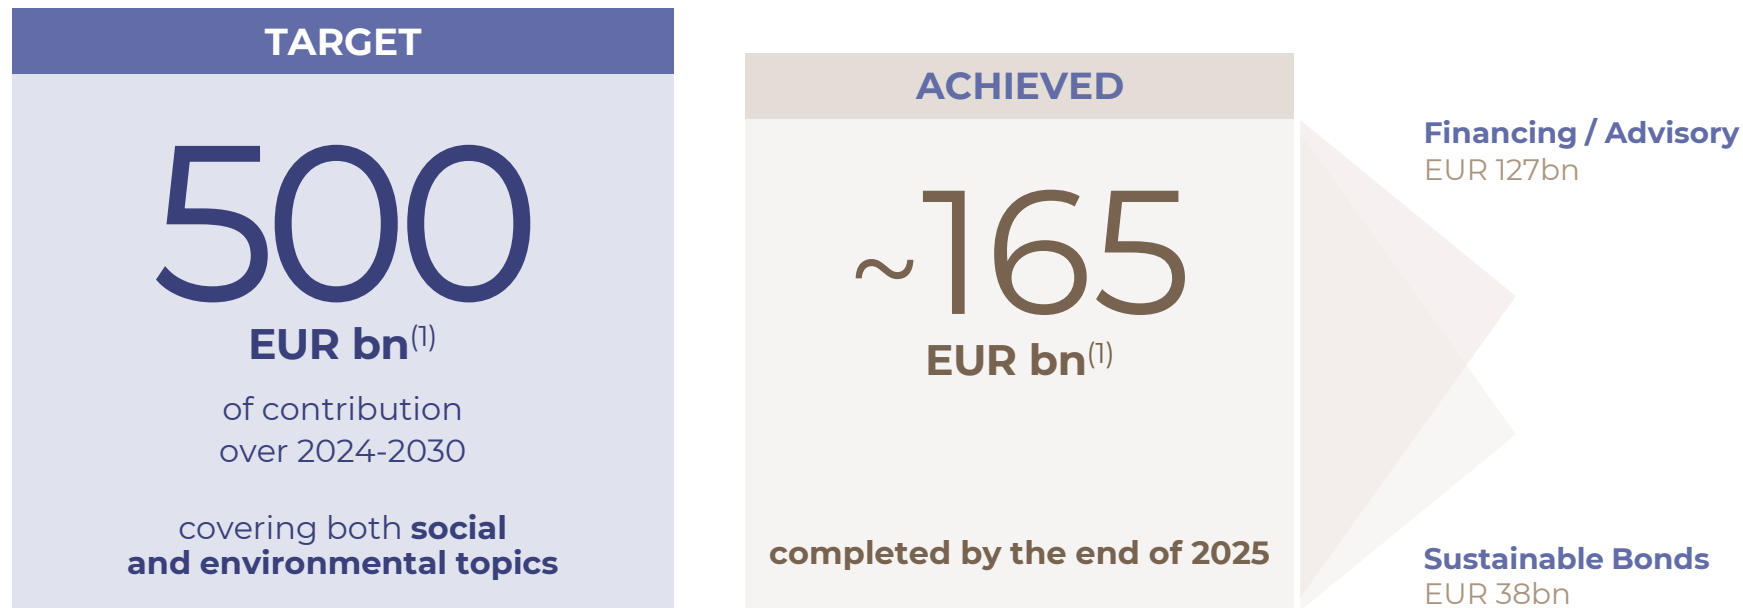 TARGET
500
EUR bn(1)
of contribution
over 2024-2030
covering both social
and environmental topics
ACHIEVED
~165
EUR bn(1)
completed by the end of 2025
Financing / Advisory
EUR 127bn
Sustainable Bonds
EUR 38bn